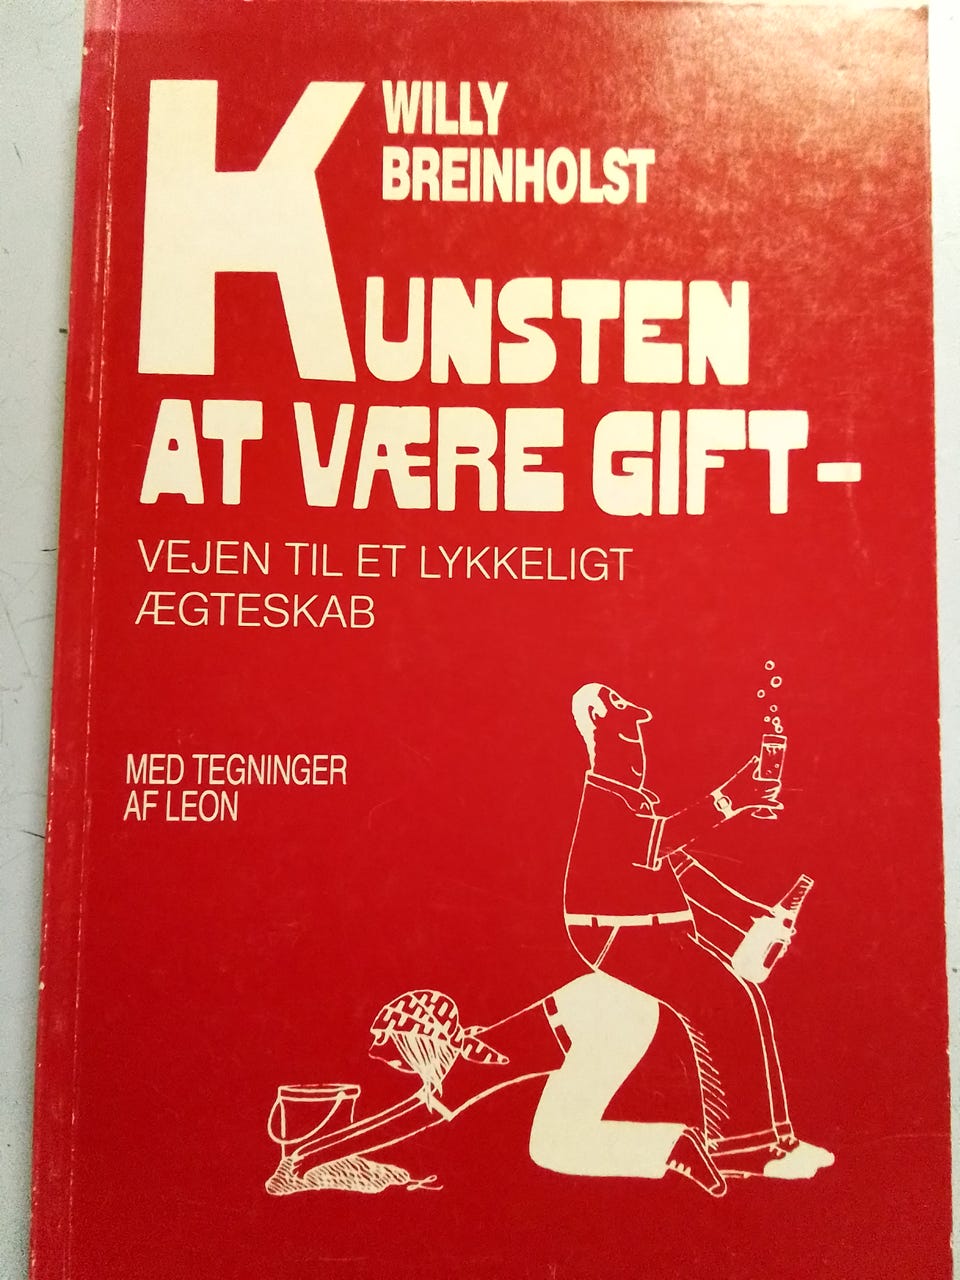 WILLY
BREINHOLST
KUNSTEN
AT VÆRE GIFT-
VEJEN TIL ET LYKKELIGT
ÆGTESKAB
MED TEGNINGER
AF LEON